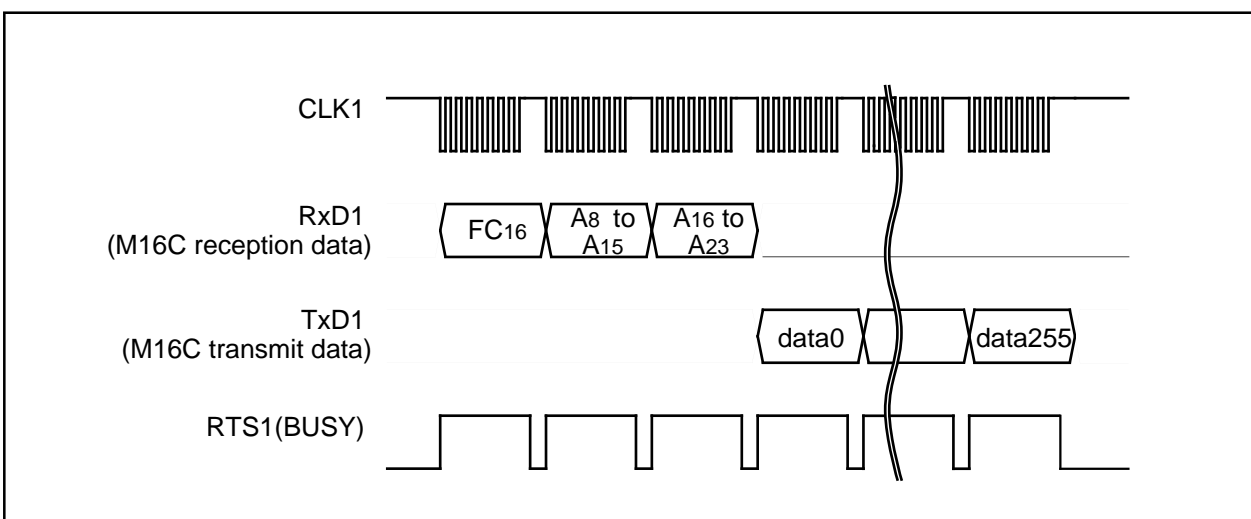 CLK1
RxD1
(M16C reception data)
FC16
A8 to
A15
A16 to
A23
TxD1
(M16C transmit data)
data0
data255
RTS1(BUSY)